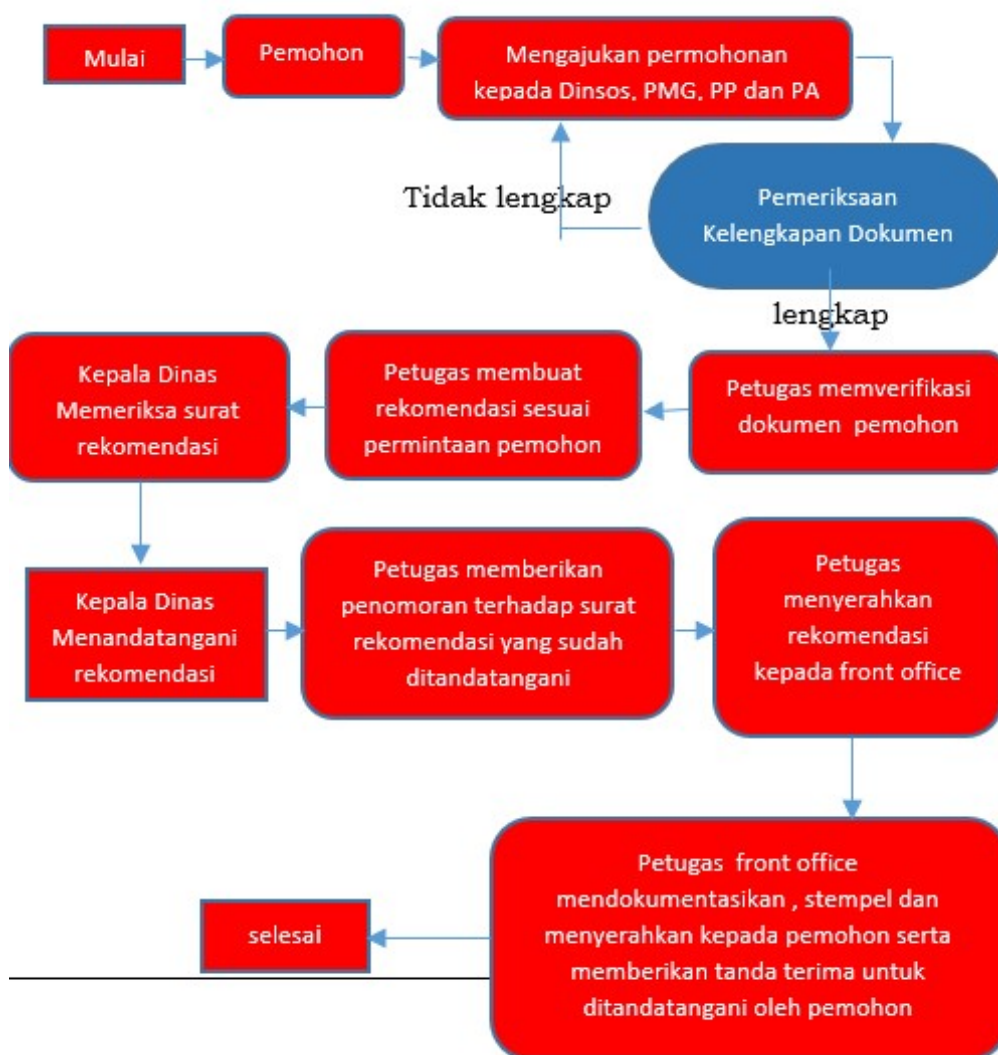 Mulai
Pemohon
Mengajukan permohonan
kepada Dinsos, PMG, PP dan PA
Tidak lengkap
Pemeriksaan
Kelengkapan Dokumen
lengkap
Petugas memverifikasi
dokumen pemohon
Petugas membuat
rekomendasi sesuai
permintaan pemohon
Kepala Dinas
Memeriksa surat
rekomendasi
Kepala Dinas
Menandatangani
rekomendasi
Petugas memberikan
penomoran terhadap surat
rekomendasi yang sudah
ditandatangani
Petugas
menyerahkan
rekomendasi
kepada front office
Petugas front office
mendokumentasikan , stempel dan
menyerahkan kepada pemohon serta
memberikan tanda terima untuk
ditandatangani oleh pemohon
selesai